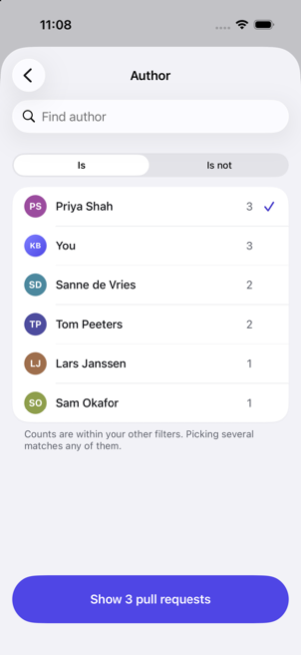 11:08
Author
Find author
Is
Is not
PS Priya Shah 3
KB You 3
SD Sanne de Vries 2
TP Tom Peeters 2
LJ Lars Janssen 1
SO Sam Okafor 1
Counts are within your other filters. Picking several
matches any of them.
Show 3 pull requests